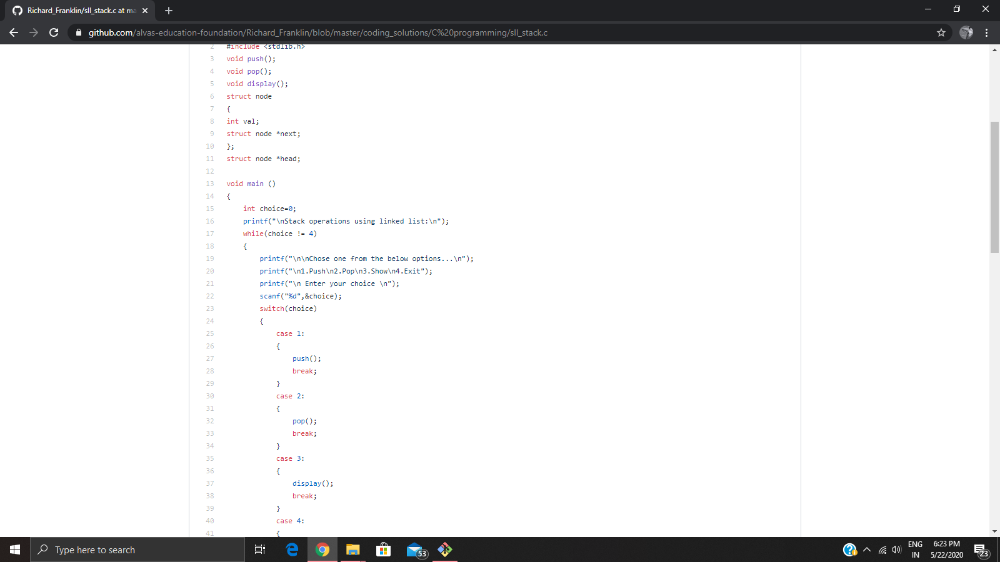 Richard_Franklin/sll_stack.c at ma
github.com/alvas-education-foundation/Richard_Franklin/blob/master/coding_solutions/C%20programming/sll_stack.c
2 #include <stdlib.h>
3 void push();
4 void pop();
5 void display();
6 struct node
7 {
8 int val;
9 struct node *next;
10 };
11 struct node *head;
12
13 void main ()
14 {
15 int choice=0;
16 printf("\nStack operations using linked list:\n");
17 while(choice != 4)
18 {
19 printf("\n\nChose one from the below options...\n");
20 printf("\n1.Push\n2.Pop\n3.Show\n4.Exit");
21 printf("\n Enter your choice \n");
22 scanf("%d",&choice);
23 switch(choice)
24 {
25 case 1:
26 {
27 push();
28 break;
29 }
30 case 2:
31 {
32 pop();
33 break;
34 }
35 case 3:
36 {
37 display();
38 break;
39 }
40 case 4:
41 {
Type here to search
53
ENG
IN
6:23 PM
5/22/2020
23